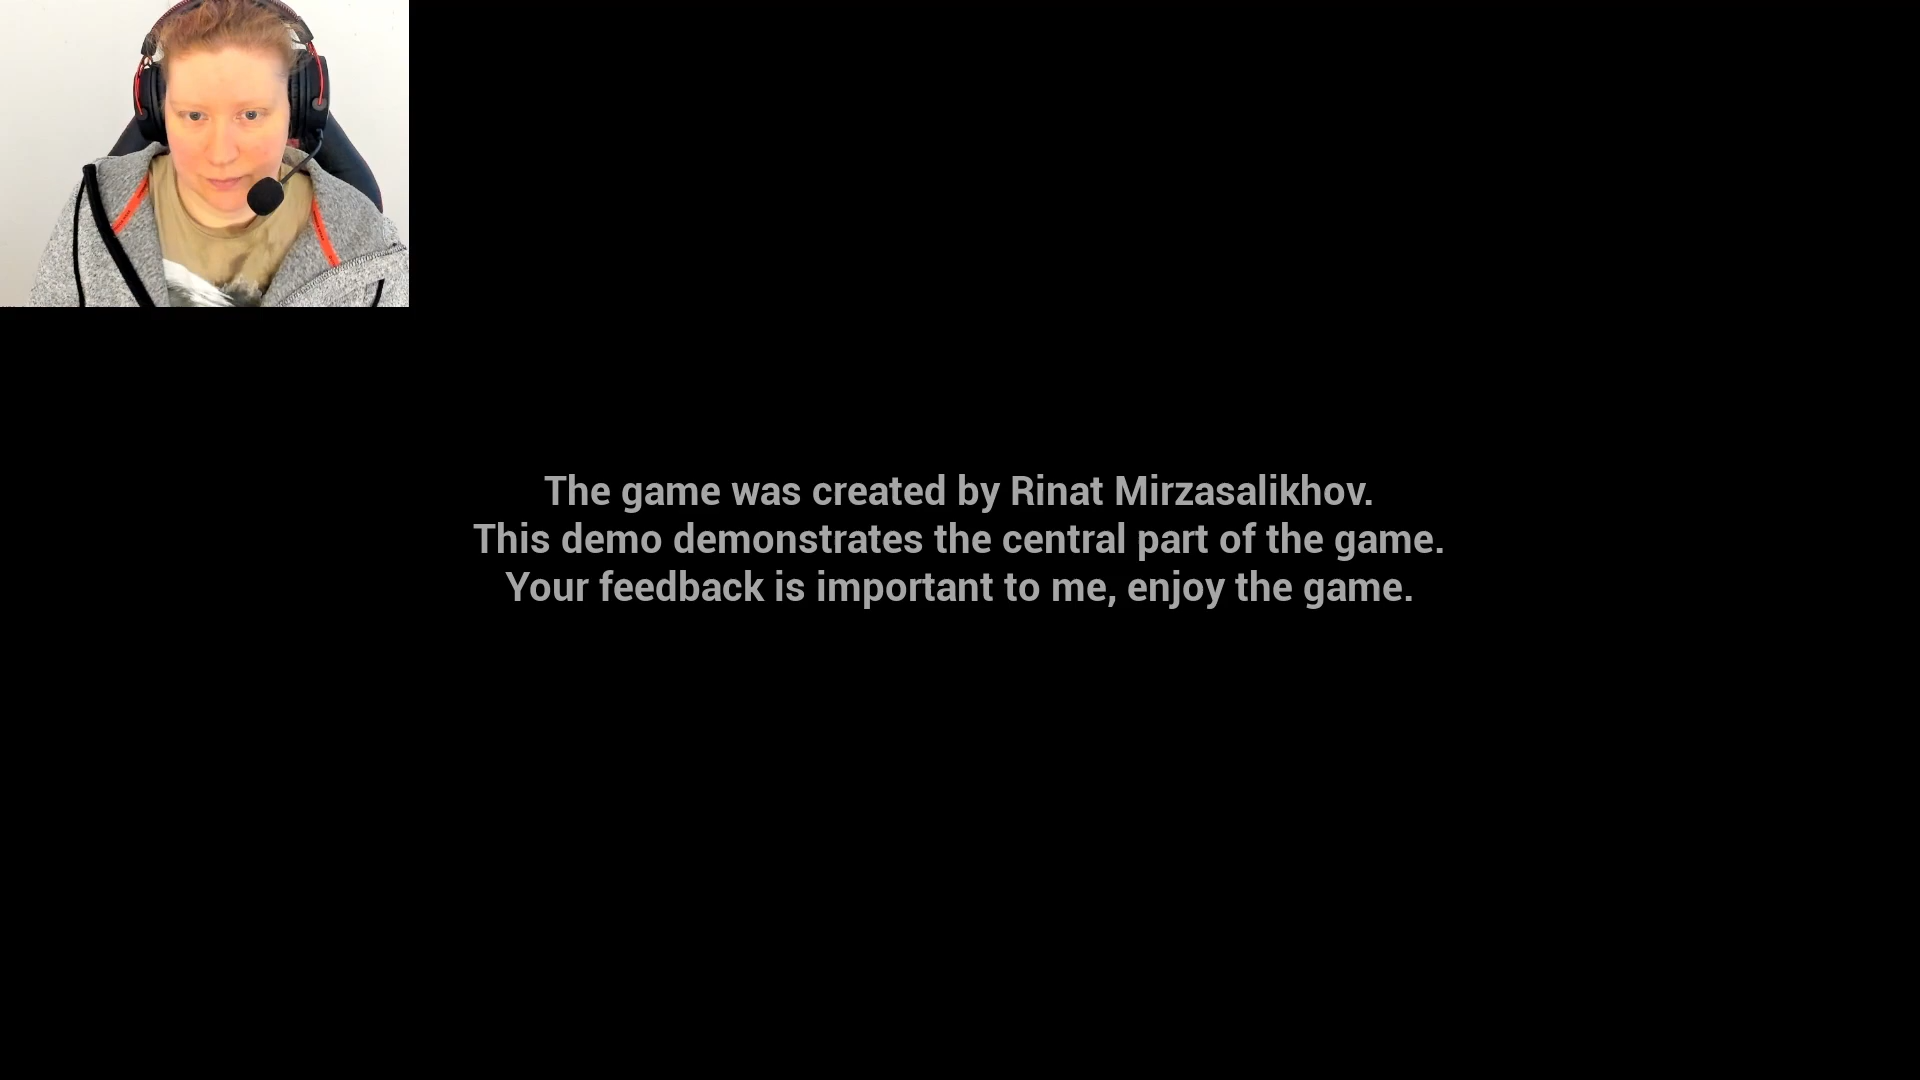 The game was created by Rinat Mirzasalikhov.
This demo demonstrates the central part of the game.
Your feedback is important to me, enjoy the game.